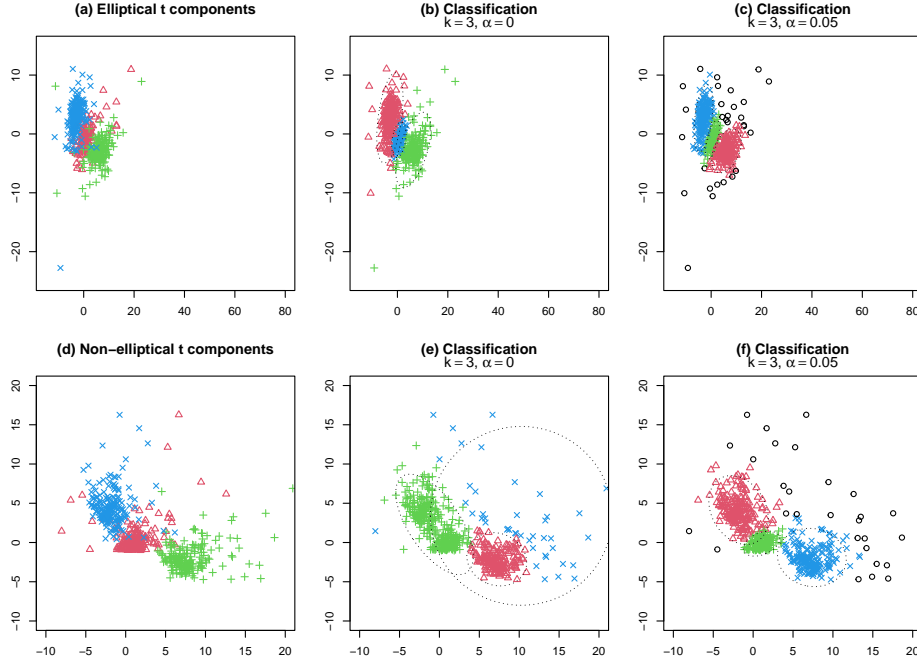 (a) Elliptical t components
(b) Classification
k = 3, α = 0
(c) Classification
k = 3, α = 0.05
10
0
−10
−20
0 20 40 60 80
10
0
−10
−20
0 20 40 60 80
10
0
−10
−20
0 20 40 60 80
(d) Non−elliptical t components
(e) Classification
k = 3, α = 0
(f) Classification
k = 3, α = 0.05
20
15
10
5
0
−5
−10
−10 −5 0 5 10 15 20
20
15
10
5
0
−5
−10
−10 −5 0 5 10 15 20
20
15
10
5
0
−5
−10
−10 −5 0 5 10 15 20